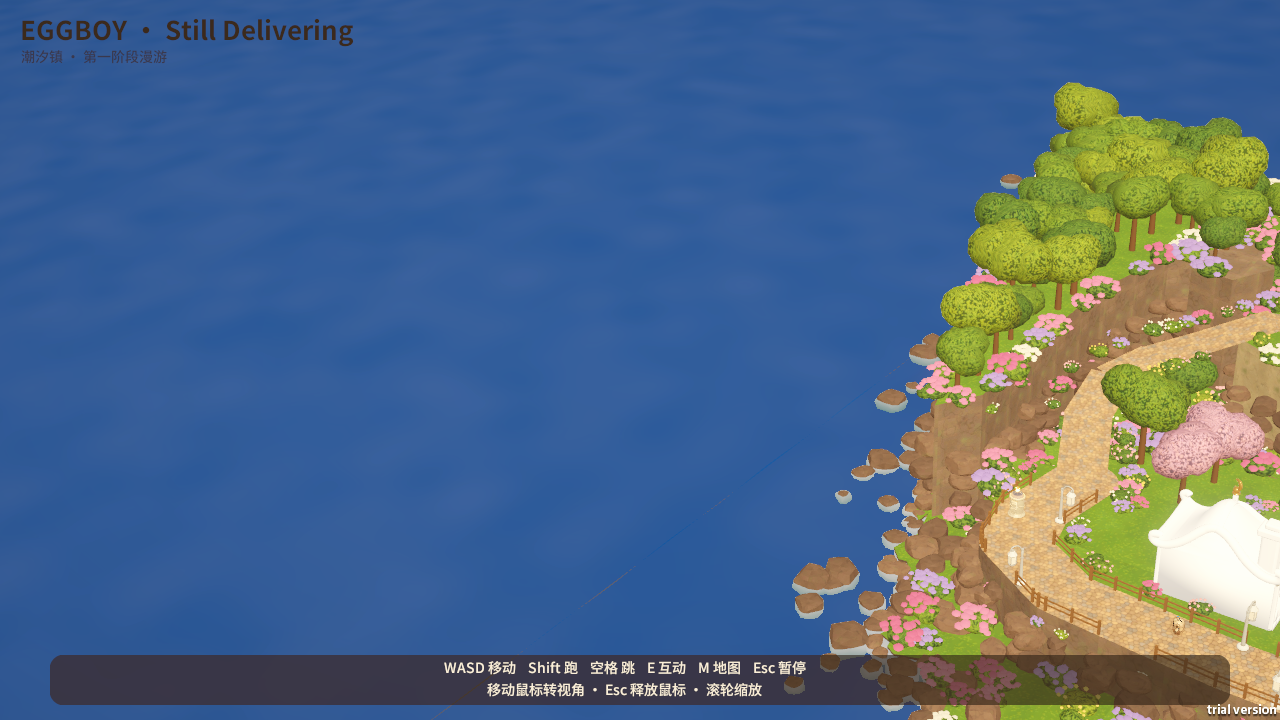 EGGBOY · Still Delivering
潮汐镇 · 第一阶段漫游
WASD 移动 Shift 跑 空格 跳 E 互动 M 地图 Esc 暂停
移动鼠标转视角 · Esc 释放鼠标 · 滚轮缩放
trial version